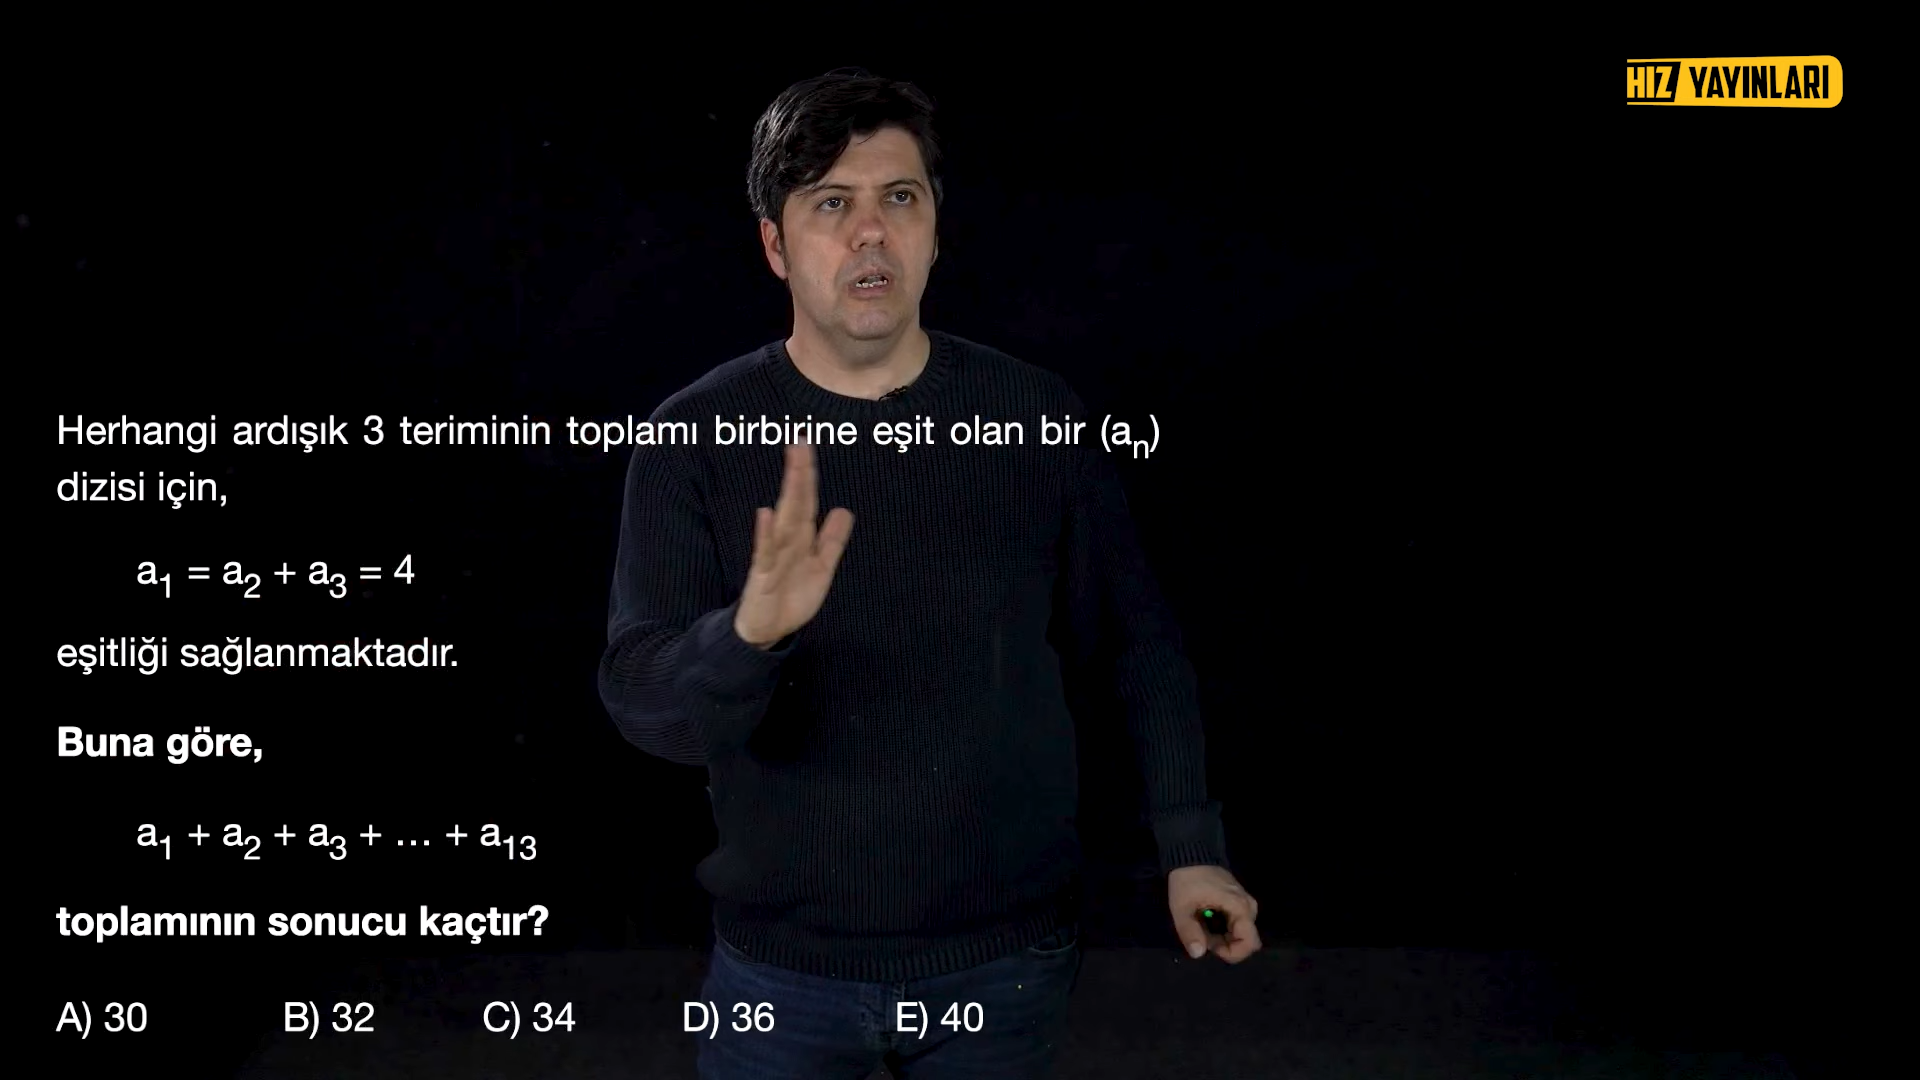 HIZ YAYINLARI
Herhangi ardışık 3 teriminin toplamı birbirine eşit olan bir (aₙ)
dizisi için,
a₁ = a₂ + a₃ = 4
eşitliği sağlanmaktadır.
Buna göre,
a₁ + a₂ + a₃ + ... + a₁₃
toplamının sonucu kaçtır?
A) 30 B) 32 C) 34 D) 36 E) 40